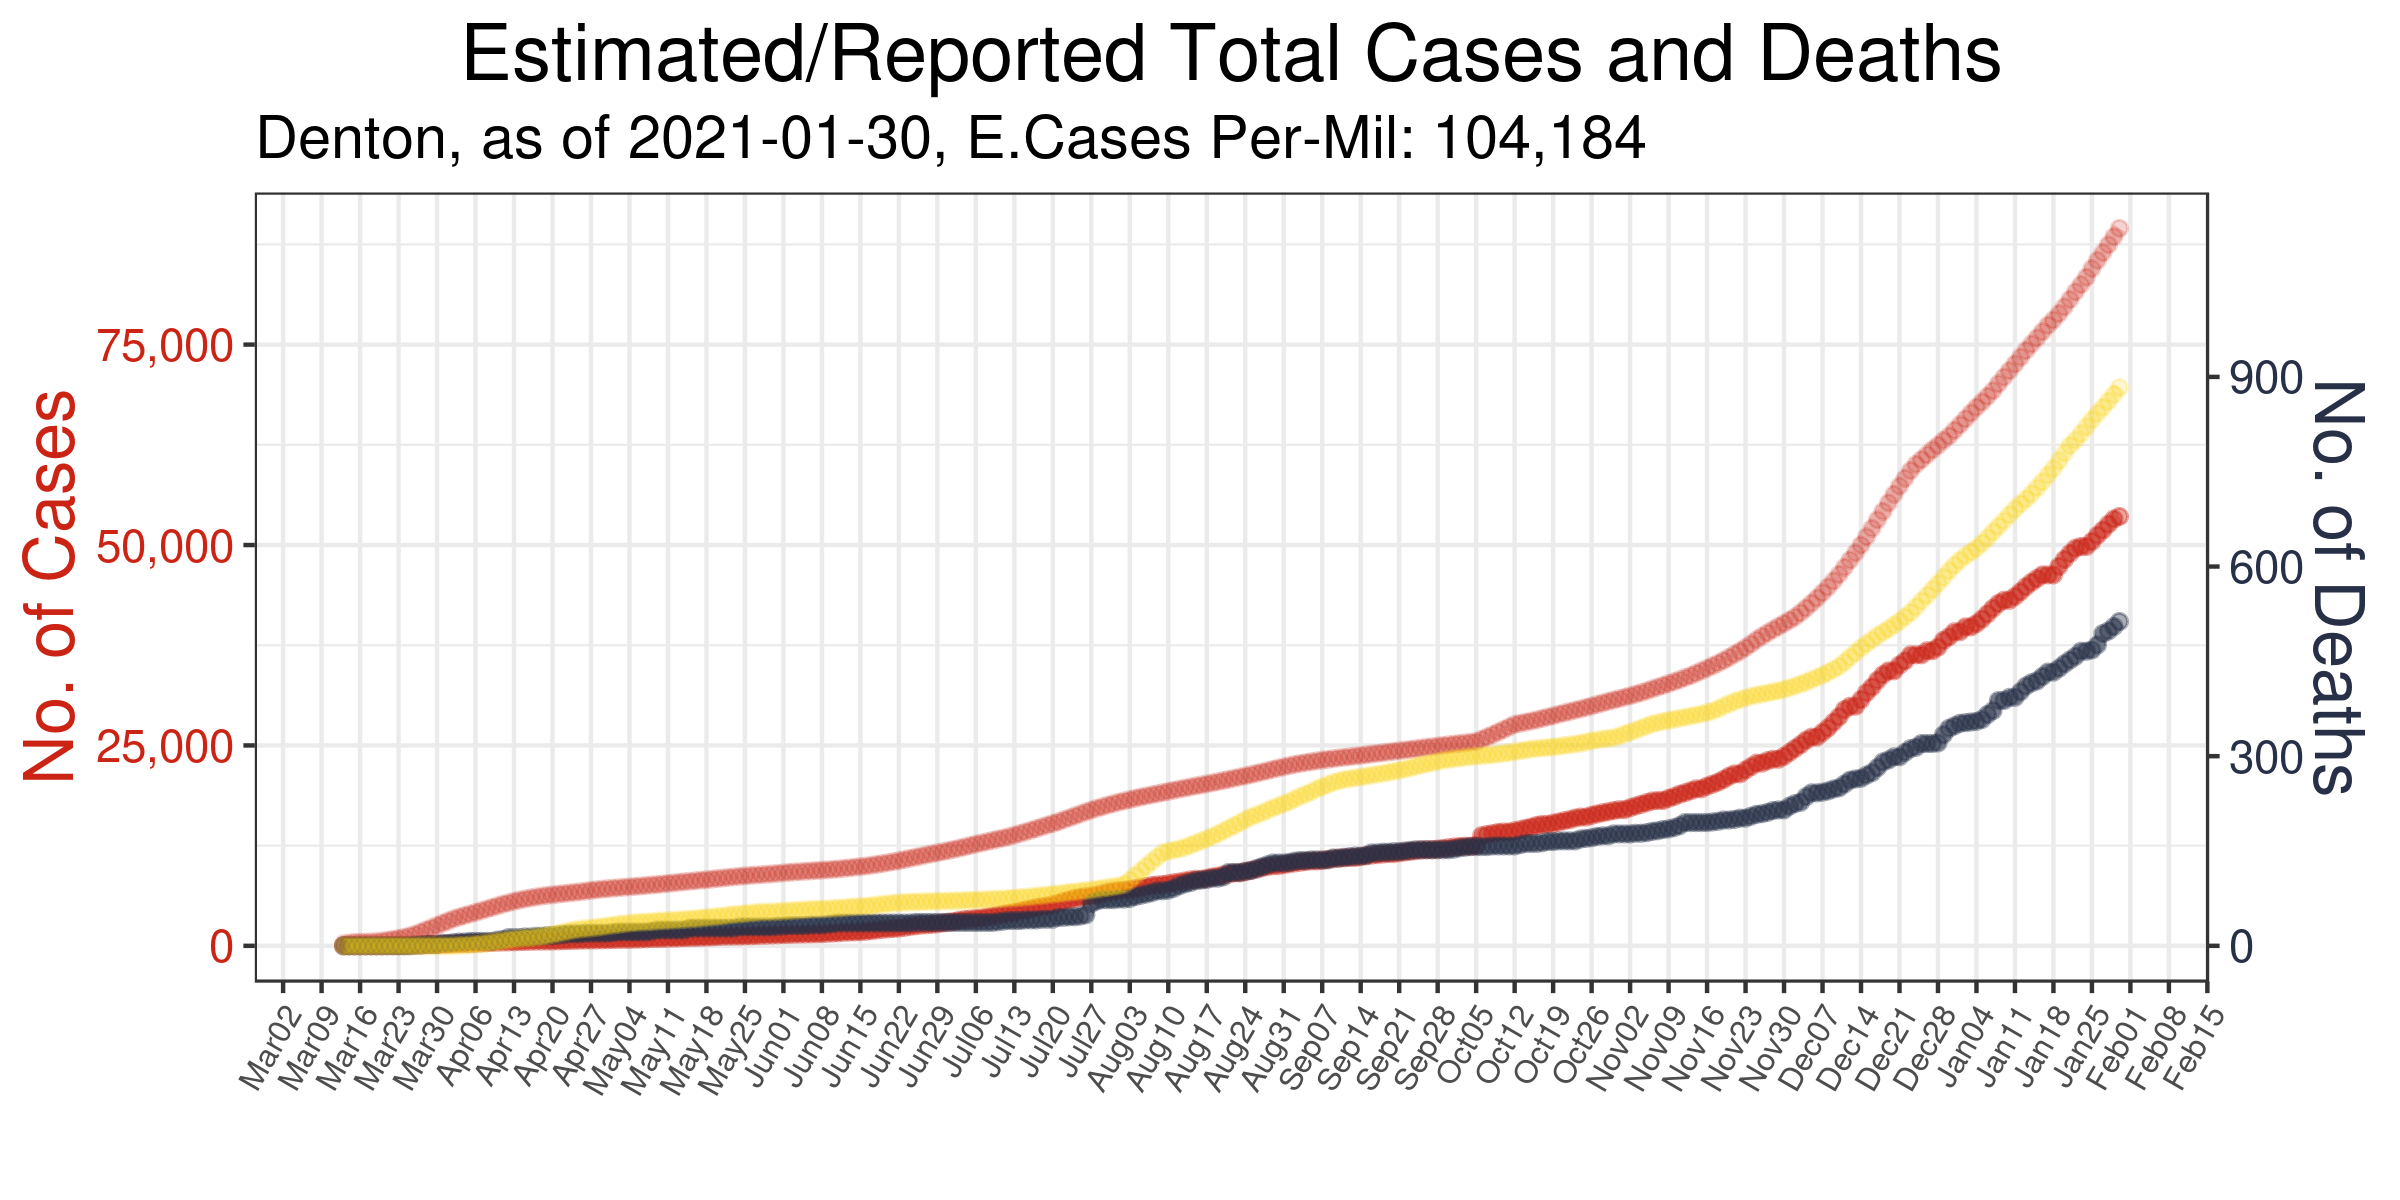 Estimated/Reported Total Cases and Deaths
Denton, as of 2021-01-30, E.Cases Per-Mil: 104,184
No. of Cases
75,000
50,000
25,000
0
900
600
300
0
No. of Deaths
Mar02
Mar09
Mar16
Mar23
Mar30
Apr06
Apr13
Apr20
Apr27
May04
May11
May18
May25
Jun01
Jun08
Jun15
Jun22
Jun29
Jul06
Jul13
Jul20
Jul27
Aug03
Aug10
Aug17
Aug24
Aug31
Sep07
Sep14
Sep21
Sep28
Oct05
Oct12
Oct19
Oct26
Nov02
Nov09
Nov16
Nov23
Nov30
Dec07
Dec14
Dec21
Dec28
Jan04
Jan11
Jan18
Jan25
Feb01
Feb08
Feb15